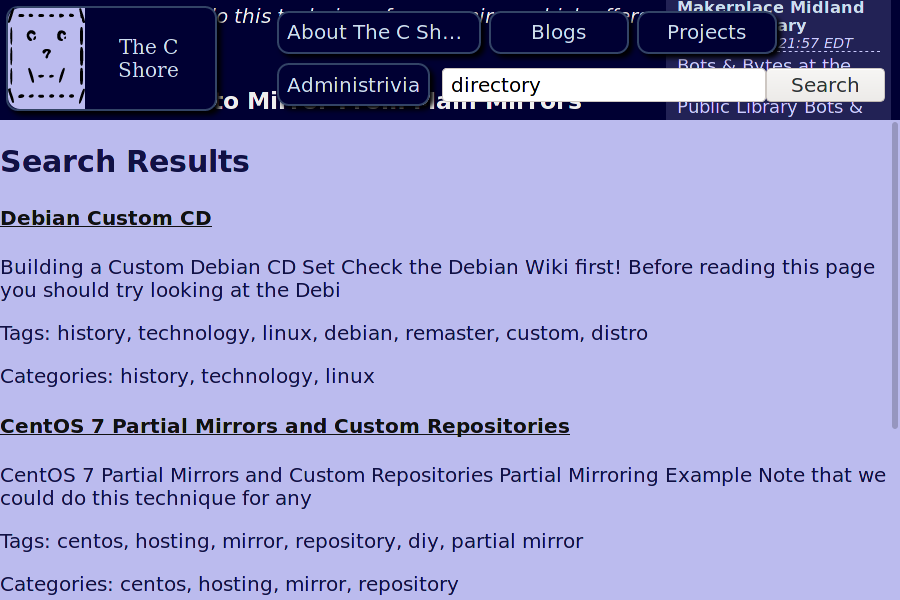 do this technique for any
Makerplace Midland
ary
21:57 EDT
Bots & Bytes at the
Public Library Bots &
The C
Shore
About The C Sh...
Blogs
Projects
Administrivia
directory
Search
to Mirror From Main Mirrors
Search Results
Debian Custom CD
Building a Custom Debian CD Set Check the Debian Wiki first! Before reading this page
you should try looking at the Debi
Tags: history, technology, linux, debian, remaster, custom, distro
Categories: history, technology, linux
CentOS 7 Partial Mirrors and Custom Repositories
CentOS 7 Partial Mirrors and Custom Repositories Partial Mirroring Example Note that we
could do this technique for any
Tags: centos, hosting, mirror, repository, diy, partial mirror
Categories: centos, hosting, mirror, repository